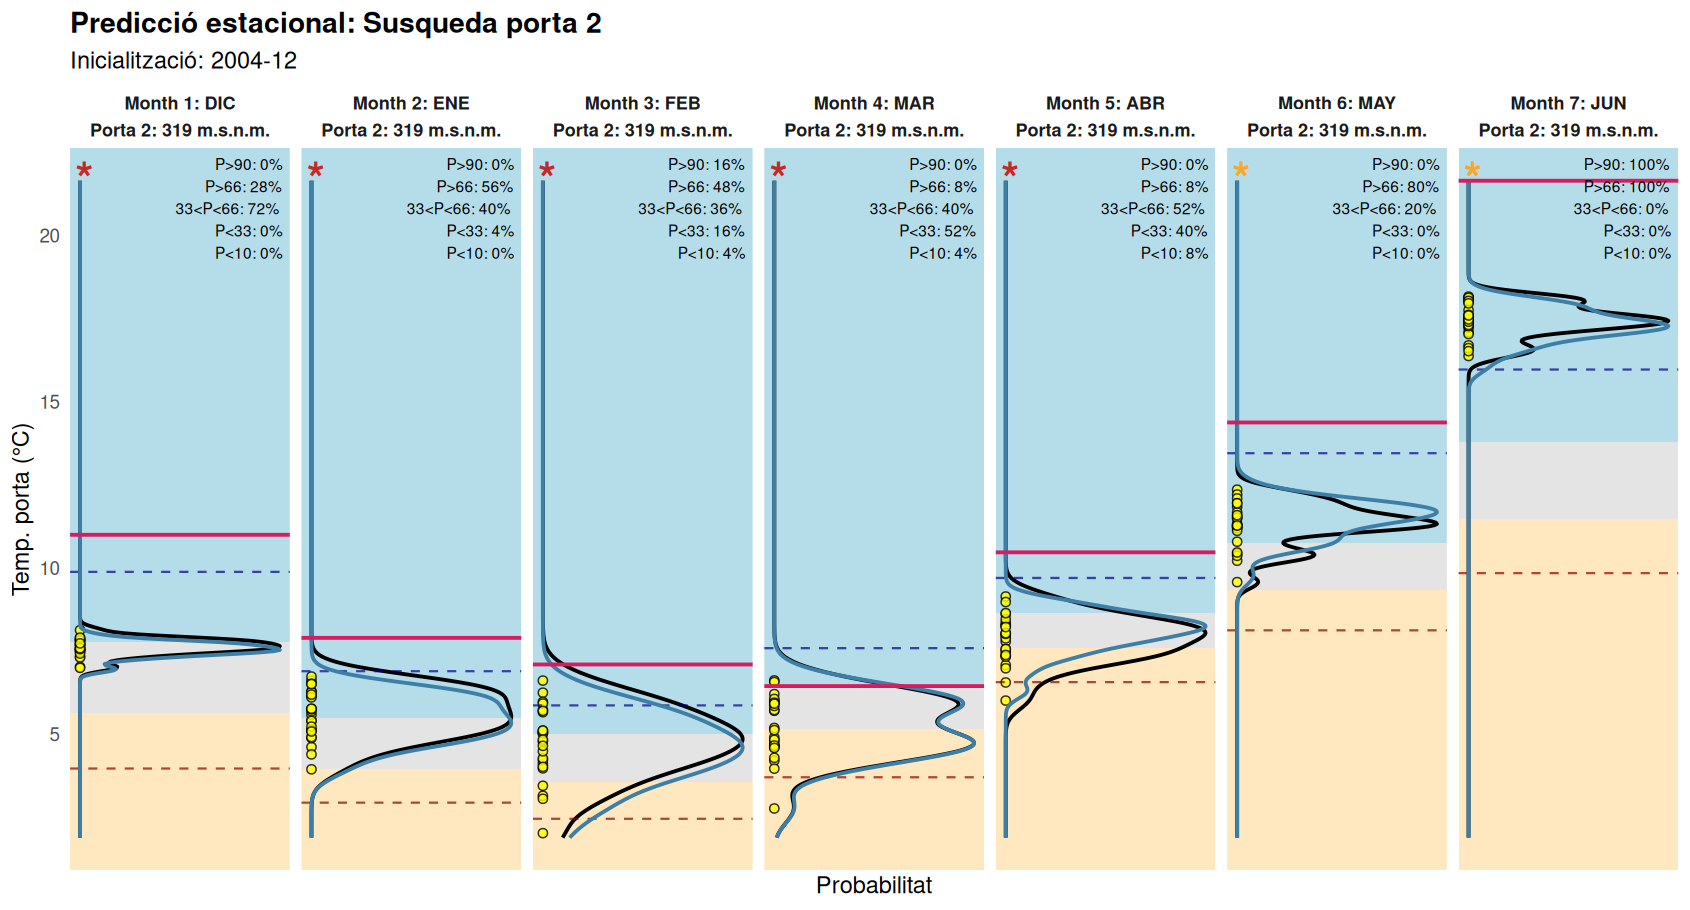 Predicció estacional: Susqueda porta 2
Inicialització: 2004-12
Month 1: DIC
Porta 2: 319 m.s.n.m.
Month 2: ENE
Porta 2: 319 m.s.n.m.
Month 3: FEB
Porta 2: 319 m.s.n.m.
Month 4: MAR
Porta 2: 319 m.s.n.m.
Month 5: ABR
Porta 2: 319 m.s.n.m.
Month 6: MAY
Porta 2: 319 m.s.n.m.
Month 7: JUN
Porta 2: 319 m.s.n.m.
*
P>90: 0%
P>66: 28%
33<P<66: 72%
P<33: 0%
P<10: 0%
*
P>90: 0%
P>66: 56%
33<P<66: 40%
P<33: 4%
P<10: 0%
*
P>90: 16%
P>66: 48%
33<P<66: 36%
P<33: 16%
P<10: 4%
*
P>90: 0%
P>66: 8%
33<P<66: 40%
P<33: 52%
P<10: 4%
*
P>90: 0%
P>66: 8%
33<P<66: 52%
P<33: 40%
P<10: 8%
*
P>90: 0%
P>66: 80%
33<P<66: 20%
P<33: 0%
P<10: 0%
*
P>90: 100%
P>66: 100%
33<P<66: 0%
P<33: 0%
P<10: 0%
Temp. porta (°C)
20
15
10
5
Probabilitat